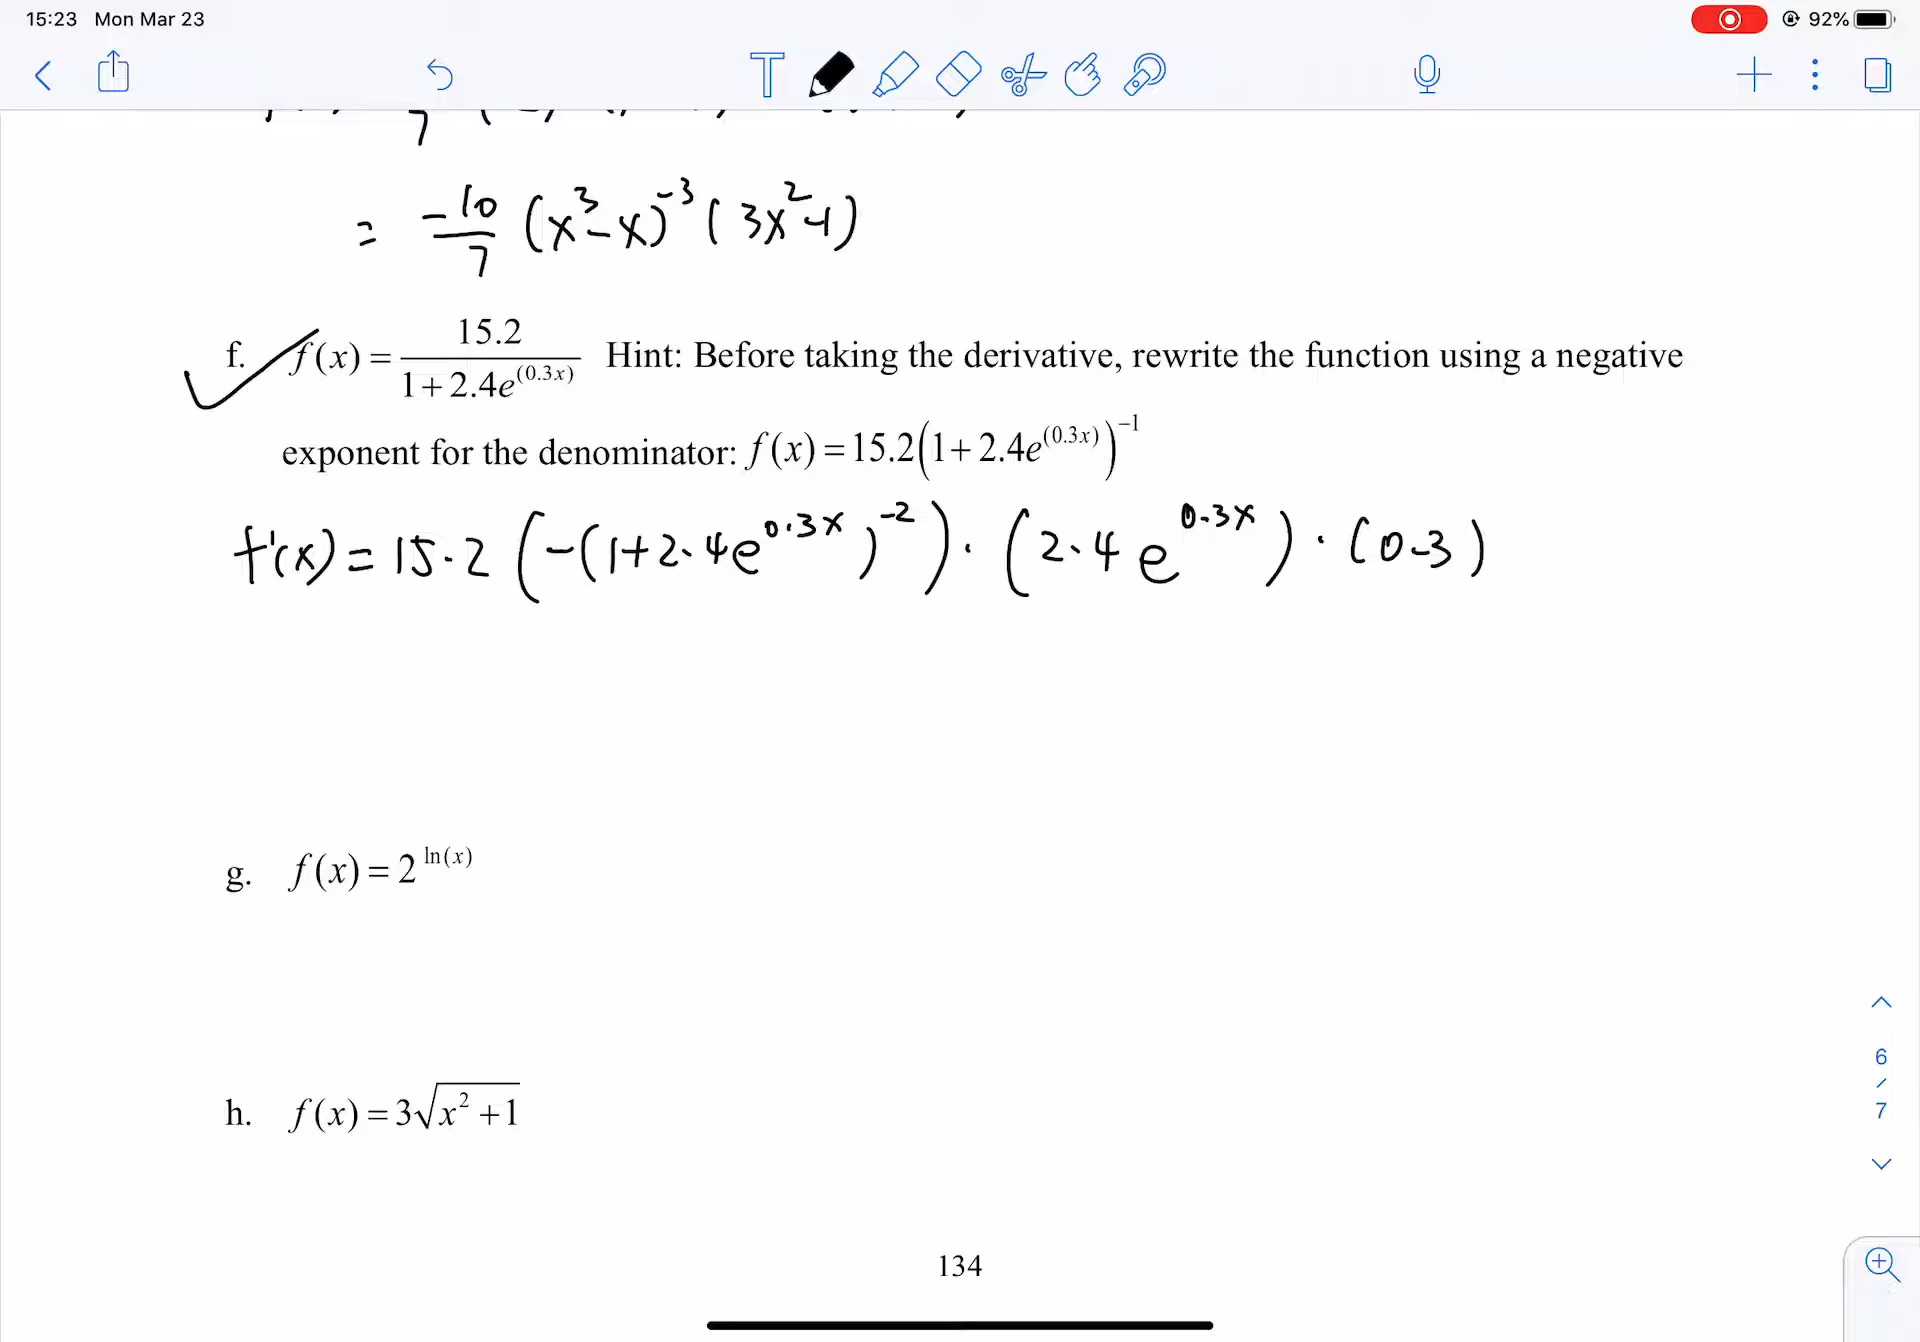 15:23 Mon Mar 23 92%
7
= -10/7 (x³-x)⁻³ (3x²-1)
f. f(x) = 15.2/(1+2.4e^(0.3x)) Hint: Before taking the derivative, rewrite the function using a negative
exponent for the denominator: f(x) = 15.2(1+2.4e^(0.3x))⁻¹
f'(x) = 15.2 (-(1+2.4e^0.3x)⁻²) · (2.4e^0.3x) · (0.3)
g. f(x) = 2^ln(x)
h. f(x) = 3√(x²+1)
6
/
7
134